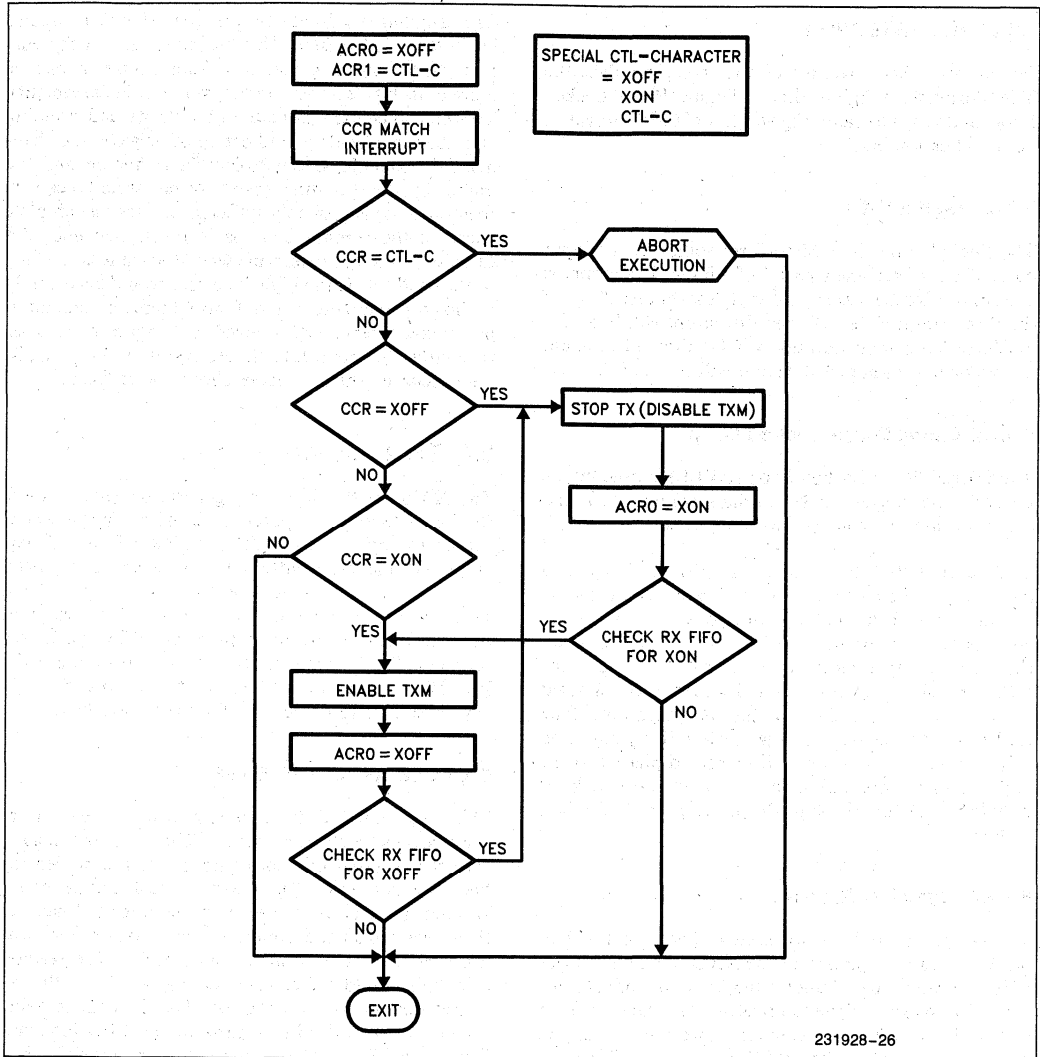 ACR0 = XOFF
ACR1 = CTL-C
SPECIAL CTL-CHARACTER
= XOFF
XON
CTL-C
CCR MATCH
INTERRUPT
CCR = CTL-C
YES
ABORT
EXECUTION
NO
CCR = XOFF
YES
STOP TX (DISABLE TXM)
NO
ACR0 = XON
NO
CCR = XON
YES
YES
CHECK RX FIFO
FOR XON
ENABLE TXM
NO
ACR0 = XOFF
CHECK RX FIFO
FOR XOFF
YES
NO
EXIT
231928-26